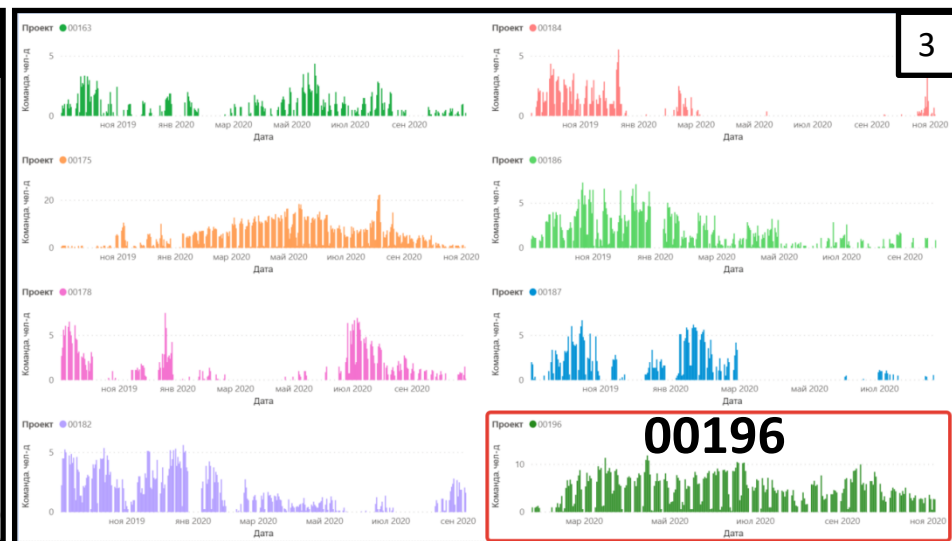 3
Проект 00163
Команда, чел-д
5
0
ноя 2019 янв 2020 мар 2020 май 2020 июл 2020 сен 2020
Дата
Проект 00184
Команда, чел-д
5
0
ноя 2019 янв 2020 мар 2020 май 2020 июл 2020 сен 2020 ноя 2020
Дата
Проект 00175
Команда, чел-д
20
0
ноя 2019 янв 2020 мар 2020 май 2020 июл 2020 сен 2020 ноя 2020
Дата
Проект 00186
Команда, чел-д
5
0
ноя 2019 янв 2020 мар 2020 май 2020 июл 2020 сен 2020
Дата
Проект 00178
Команда, чел-д
5
0
ноя 2019 янв 2020 мар 2020 май 2020 июл 2020 сен 2020
Дата
Проект 00187
Команда, чел-д
5
0
ноя 2019 янв 2020 мар 2020 май 2020 июл 2020
Дата
Проект 00182
Команда, чел-д
5
0
ноя 2019 янв 2020 мар 2020 май 2020 июл 2020 сен 2020
Дата
Проект 00196
00196
Команда, чел-д
10
0
мар 2020 май 2020 июл 2020 сен 2020 ноя 2020
Дата